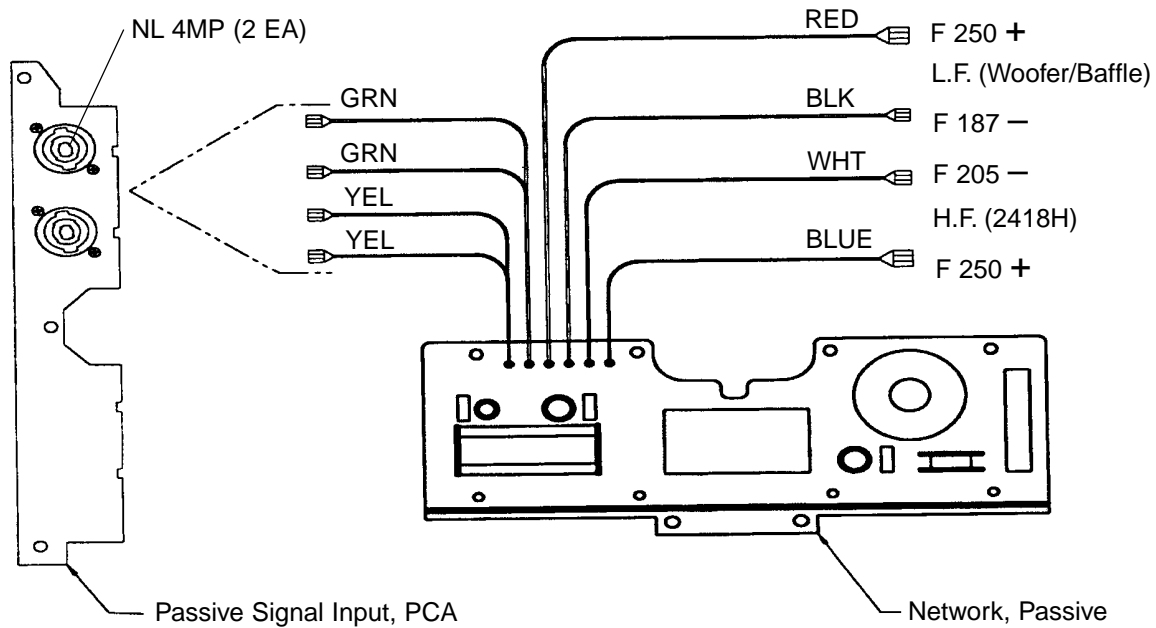 NL 4MP (2 EA)
RED
F 250 +
L.F. (Woofer/Baffle)
GRN
BLK
F 187 −
GRN
WHT
F 205 −
YEL
H.F. (2418H)
YEL
BLUE
F 250 +
Passive Signal Input, PCA
Network, Passive